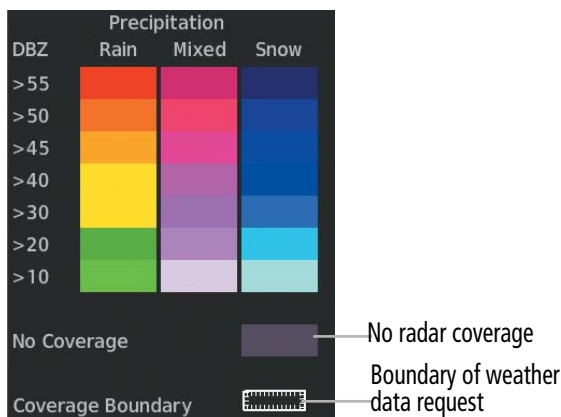 Precipitation
DBZ Rain Mixed Snow
>55
>50
>45
>40
>30
>20
>10
No Coverage
No radar coverage
Coverage Boundary
Boundary of weather
data request